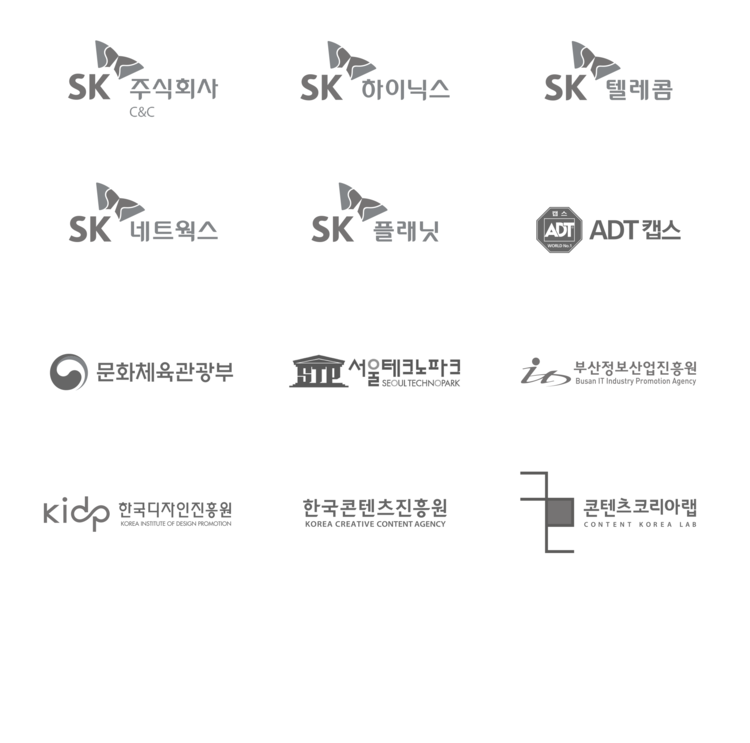 SK 주식회사
C&C
SK 하이닉스
SK 텔레콤
SK 네트웍스
SK 플래닛
캡스
ADT
WORLD No.1
ADT 캡스
문화체육관광부
STP
서울테크노파크
SEOUL TECHNOPARK
부산정보산업진흥원
Busan IT Industry Promotion Agency
kidp
한국디자인진흥원
KOREA INSTITUTE OF DESIGN PROMOTION
한국콘텐츠진흥원
KOREA CREATIVE CONTENT AGENCY
콘텐츠코리아랩
CONTENT KOREA LAB